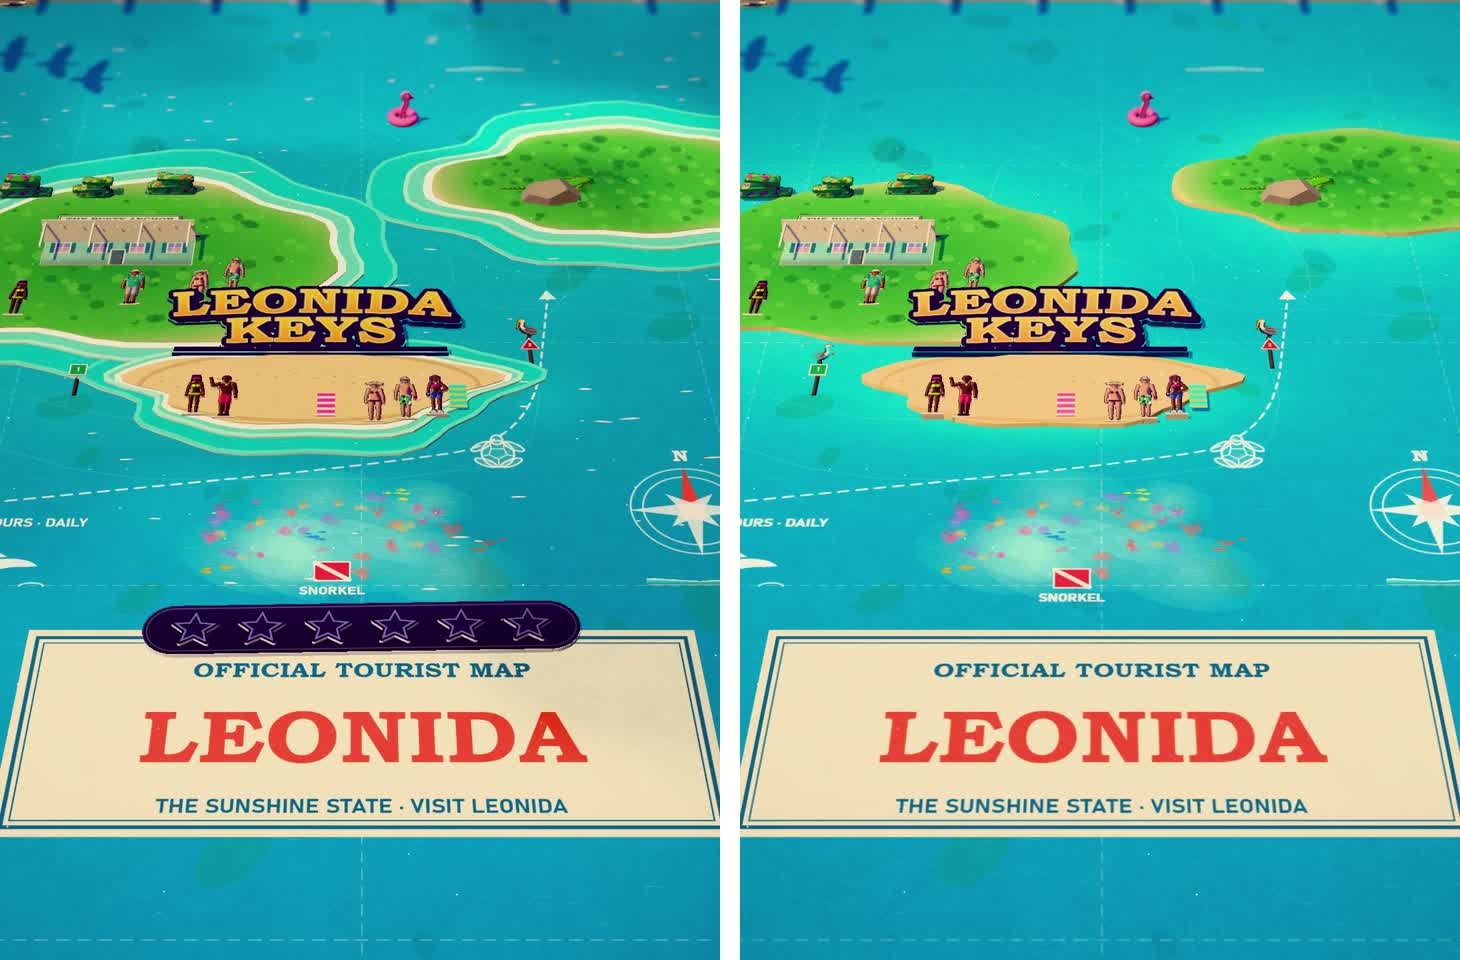 LEONIDA
KEYS
OURS · DAILY
N
SNORKEL
OFFICIAL TOURIST MAP
LEONIDA
THE SUNSHINE STATE · VISIT LEONIDA
LEONIDA
KEYS
OURS · DAILY
N
SNORKEL
OFFICIAL TOURIST MAP
LEONIDA
THE SUNSHINE STATE · VISIT LEONIDA